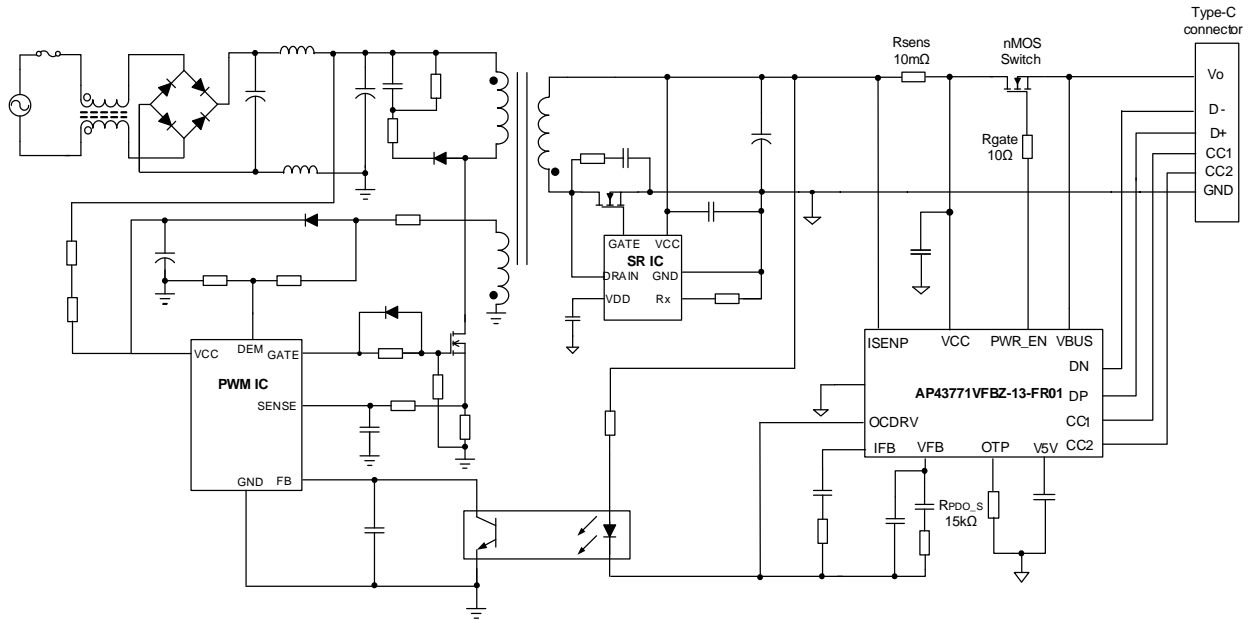 Type-C
connector
Rsens
10mΩ
nMOS
Switch
Vo
D-
D+
CC1
CC2
GND
Rgate
10Ω
GATE
VCC
SR IC
DRAIN
GND
VDD
Rx
VCC
DEM
GATE
PWM IC
SENSE
GND
FB
ISENP
VCC
PWR_EN
VBUS
DN
AP43771VFBZ-13-FR01
DP
OCDRV
CC1
CC2
IFB
VFB
OTP
V5V
RPDO_S
15kΩ